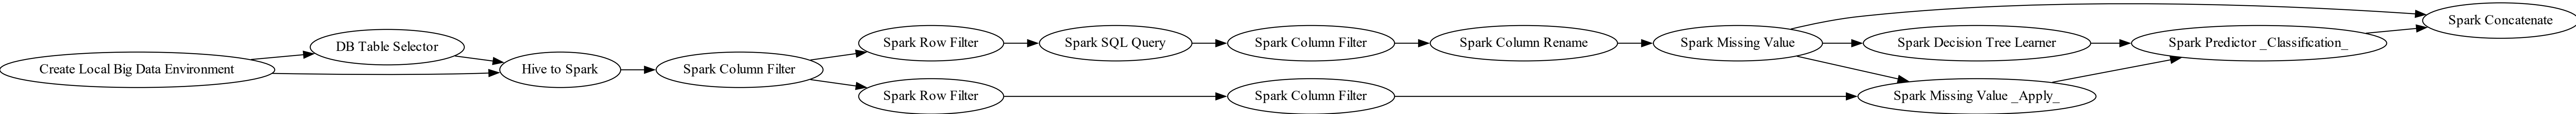 Create Local Big Data Environment
DB Table Selector
Hive to Spark
Spark Column Filter
Spark Row Filter
Spark SQL Query
Spark Column Filter
Spark Column Rename
Spark Missing Value
Spark Decision Tree Learner
Spark Predictor _Classification_
Spark Concatenate
Spark Row Filter
Spark Column Filter
Spark Missing Value _Apply_